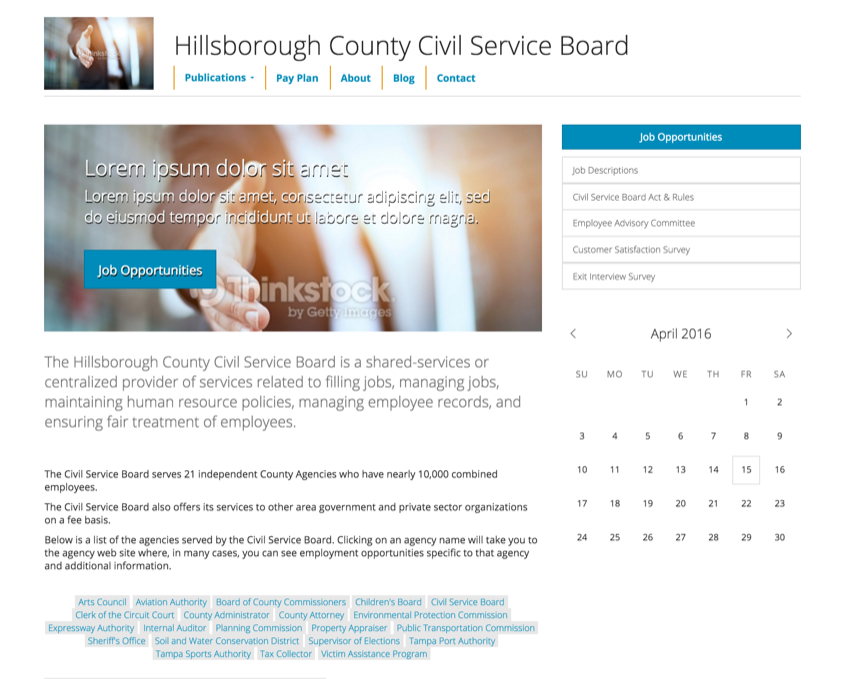 Hillsborough County Civil Service Board
Publications
Pay Plan
About
Blog
Contact
Lorem ipsum dolor sit amet
Lorem ipsum dolor sit amet, consectetur adipiscing elit, sed
do eiusmod tempor incididunt ut labore et dolore magna.
Job Opportunities
Thinkstock
by Getty Images
The Hillsborough County Civil Service Board is a shared-services or
centralized provider of services related to filling jobs, managing jobs,
maintaining human resource policies, managing employee records, and
ensuring fair treatment of employees.
The Civil Service Board serves 21 independent County Agencies who have nearly 10,000 combined
employees.
The Civil Service Board also offers its services to other area government and private sector organizations
on a fee basis.
Below is a list of the agencies served by the Civil Service Board. Clicking on an agency name will take you to
the agency web site where, in many cases, you can see employment opportunities specific to that agency
and additional information.
Arts Council Aviation Authority Board of County Commissioners Children's Board Civil Service Board
Clerk of the Circuit Court County Administrator County Attorney Environmental Protection Commission
Expressway Authority Internal Auditor Planning Commission Property Appraiser Public Transportation Commission
Sheriff's Office Soil and Water Conservation District Supervisor of Elections Tampa Port Authority
Tampa Sports Authority Tax Collector Victim Assistance Program
Job Opportunities
Job Descriptions
Civil Service Board Act & Rules
Employee Advisory Committee
Customer Satisfaction Survey
Exit Interview Survey
April 2016
SU MO TU WE TH FR SA
1 2
3 4 5 6 7 8 9
10 11 12 13 14 15 16
17 18 19 20 21 22 23
24 25 26 27 28 29 30